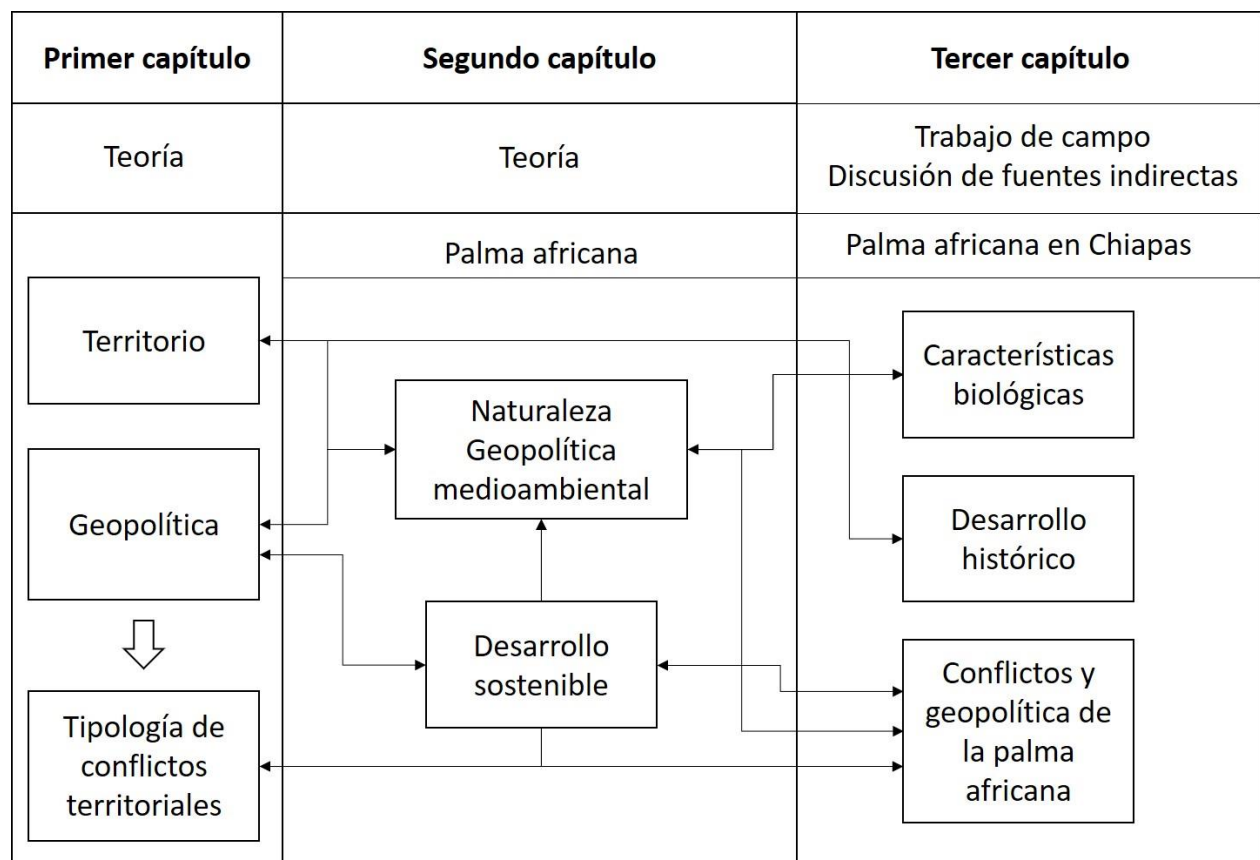 Primer capítulo
Segundo capítulo
Tercer capítulo
Teoría
Teoría
Trabajo de campo
Discusión de fuentes indirectas
Palma africana
Palma africana en Chiapas
Territorio
Geopolítica
Tipología de
conflictos
territoriales
Naturaleza
Geopolítica
medioambiental
Desarrollo
sostenible
Característicias
biológicas
Desarrollo
histórico
Conflictos y
geopolítica de
la palma
africana